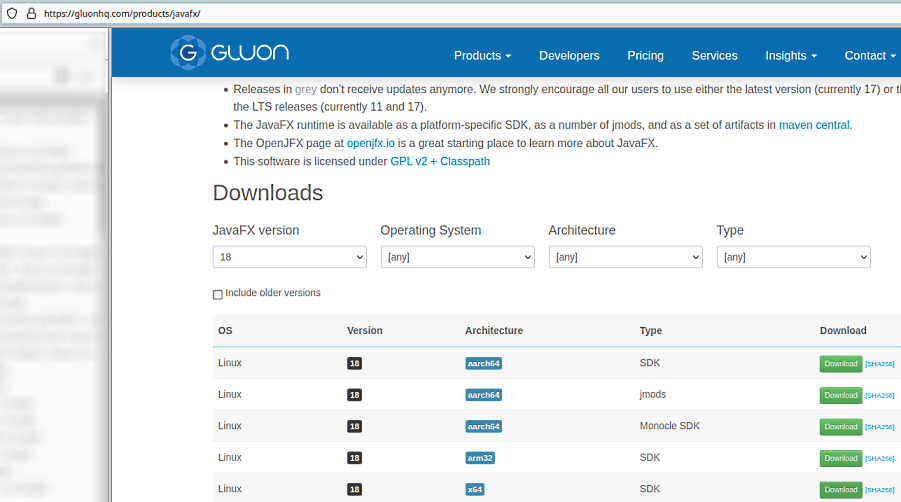 https://gluonhq.com/products/javafx/
GLUON
Products Developers Pricing Services Insights Contact
Releases in grey don't receive updates anymore. We strongly encourage all our users to use either the latest version (currently 17) or
the LTS releases (currently 11 and 17).
The JavaFX runtime is available as a platform-specific SDK, as a number of jmods, and as a set of artifacts in maven central.
The OpenJFX page at openjfx.io is a great starting place to learn more about JavaFX.
This software is licensed under GPL v2 + Classpath
Downloads
JavaFX version Operating System Architecture Type
18 [any] [any] [any]
Include older versions
OS Version Architecture Type Download
Linux 18 aarch64 SDK Download [SHA256]
Linux 18 aarch64 jmods Download [SHA256]
Linux 18 aarch64 Monocle SDK Download [SHA256]
Linux 18 arm32 SDK Download [SHA256]
Linux 18 x64 SDK Download [SHA256]